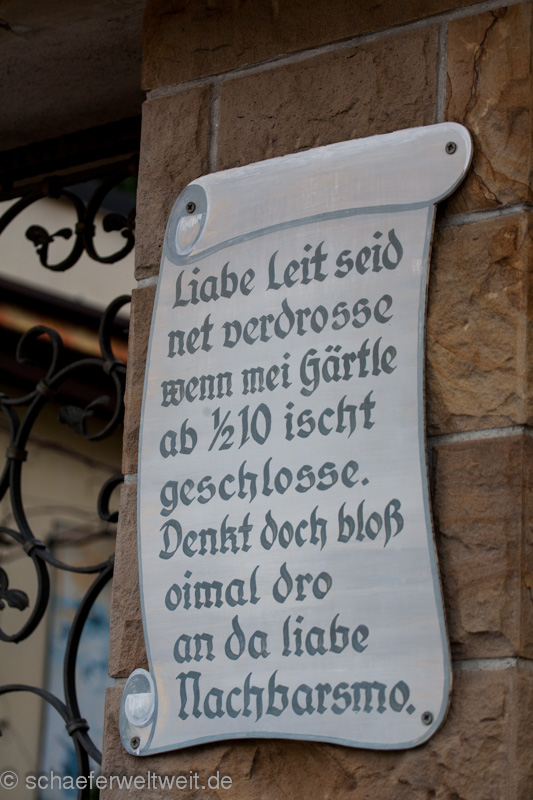 Liabe Leit seid
net verdrosse
wenn mei Gärtle
ab ½10 ischt
geschlosse.
Denkt doch bloß
oimal dro
an da liabe
Nachbarsmo.
© schaeferweltweit.de